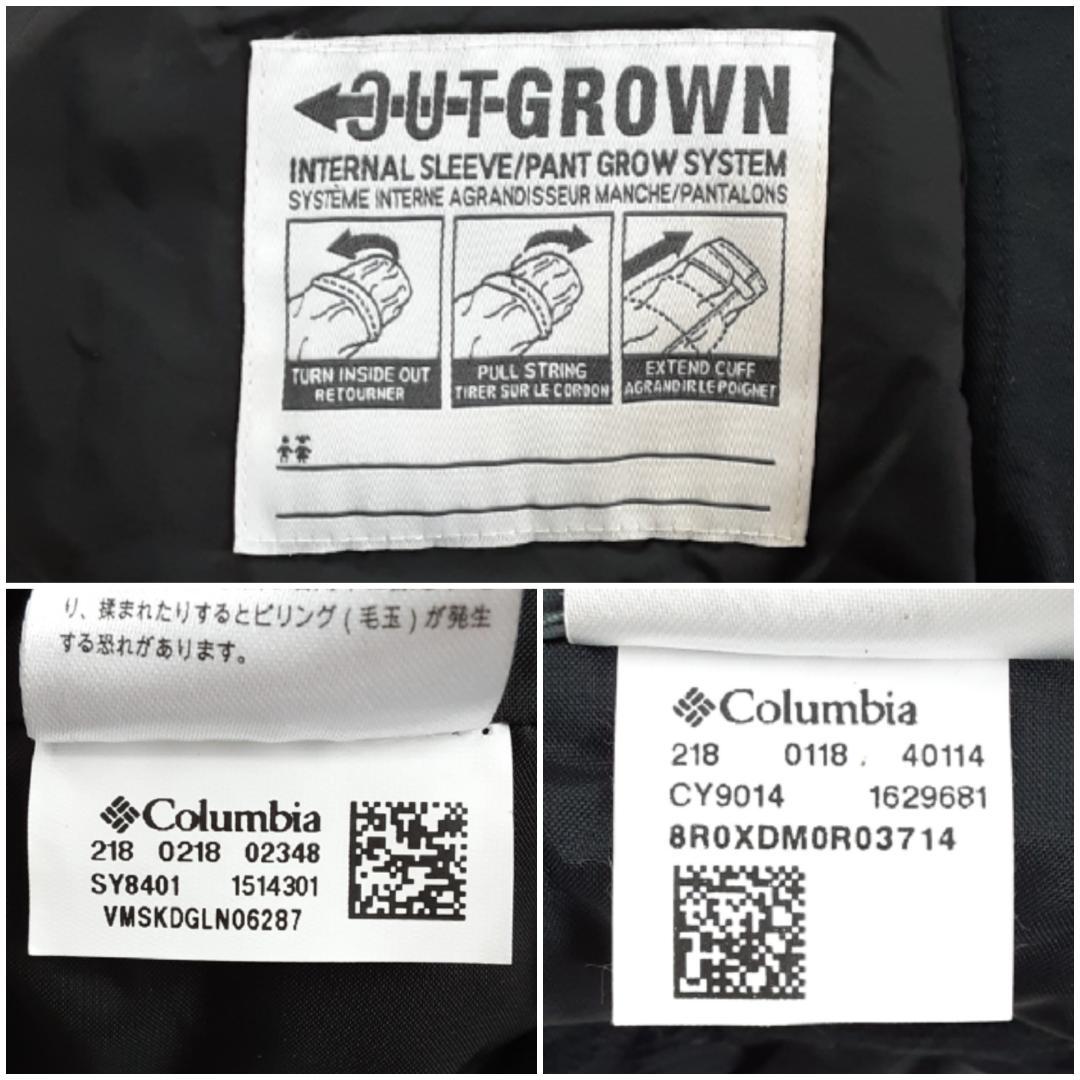 OUTGROWN
INTERNAL SLEEVE/PANT GROW SYSTEM
SYSTÈME INTERNE AGRANDISSEUR MANCHE/PANTALONS
TURN INSIDE OUT
RETOURNER
PULL STRING
TIRER SUR LE CORDON
EXTEND CUFF
AGRANDIR LE POIGNET
り、揉まれたりするとピリング(毛玉)が発生
する恐れがあります。
Columbia
218 0218 02348
SY8401 1514301
VMSKDGLN06287
Columbia
218 0118 40114
CY9014 1629681
8R0XDM0R03714